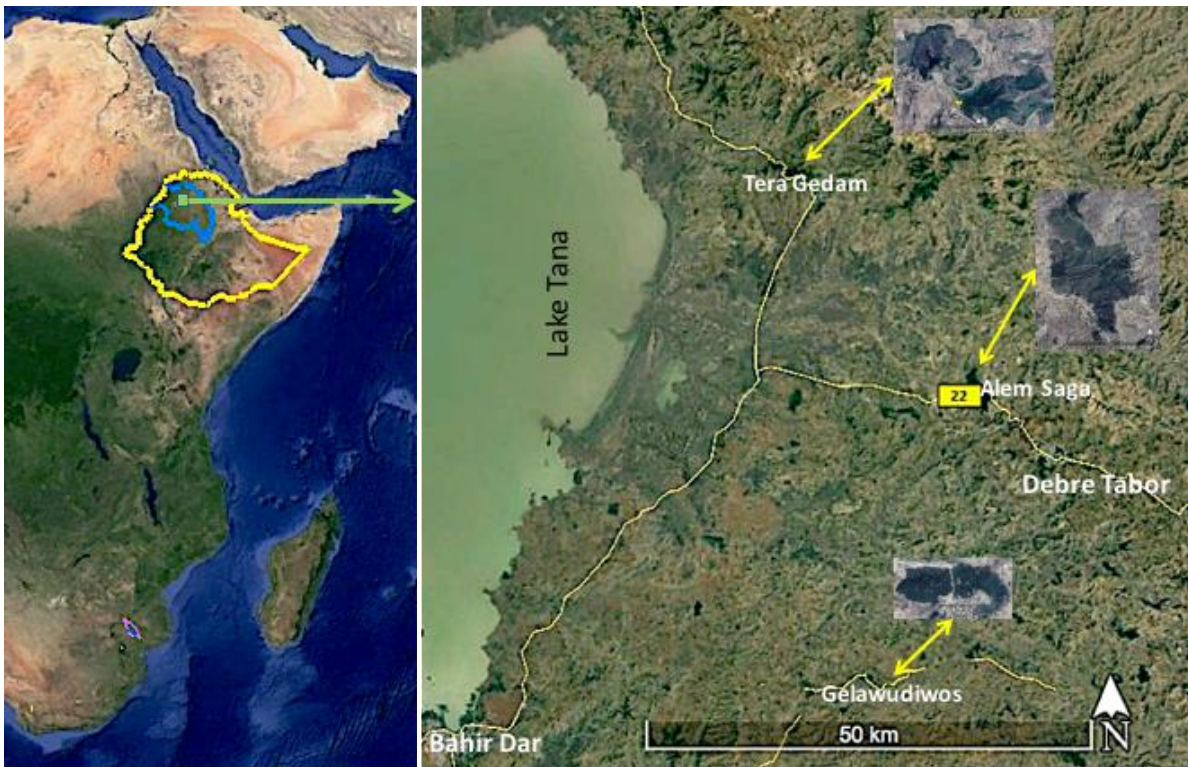 Tera Gedam
Lake Tana
22
Alem Saga
Debre Tabor
Gelawudiwos
50 km
N
Bahir Dar